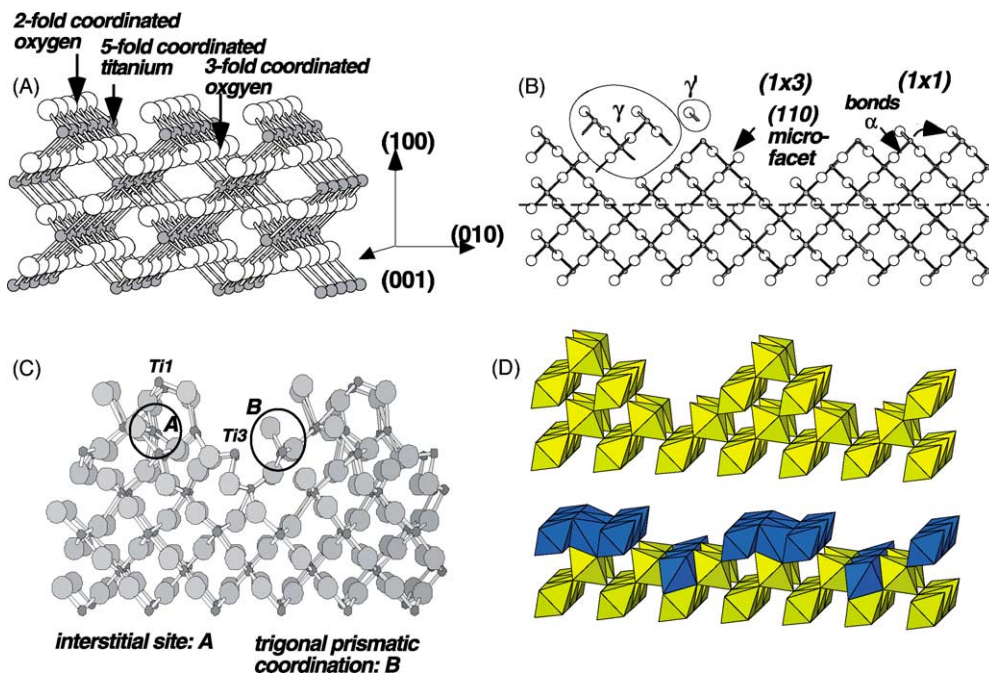 2-fold coordinated
oxygen
5-fold coordinated
titanium
3-fold coordinated
oxgyen
(A)
(100)
(010)
(001)
(B)
γ
γ'
(1x3)
(110)
micro-
facet
(1x1)
bonds
α
(C)
Ti1
A
B
Ti3
interstitial site: A
trigonal prismatic
coordination: B
(D)